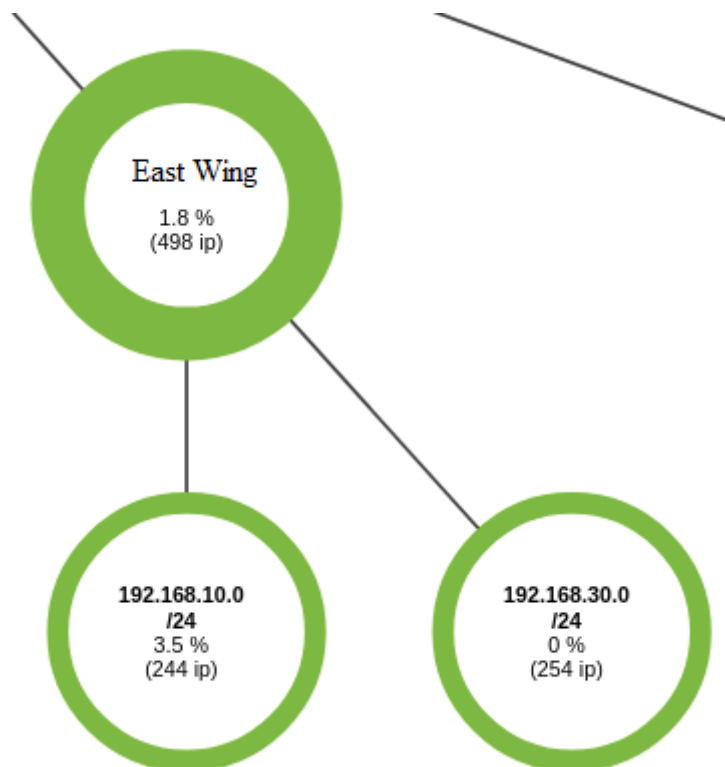 East Wing
1.8 %
(498 ip)
192.168.10.0
/24
3.5 %
(244 ip)
192.168.30.0
/24
0 %
(254 ip)